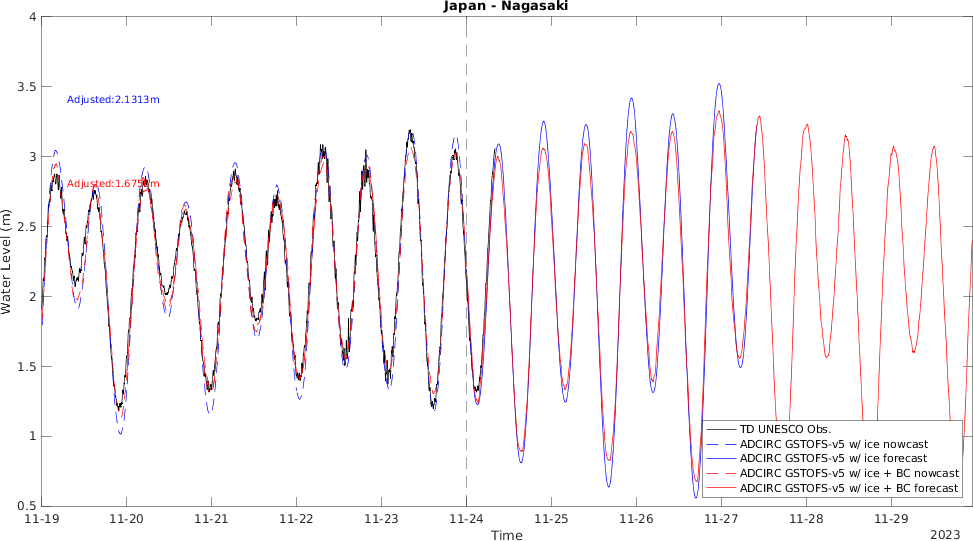 Japan - Nagasaki
4
3.5
3
2.5
2
1.5
1
0.5
Water Level (m)
Adjusted:2.1313m
Adjusted:1.675
TD UNESCO Obs.
ADCIRC GSTOFS-v5 w/ ice nowcast
ADCIRC GSTOFS-v5 w/ ice forecast
ADCIRC GSTOFS-v5 w/ ice + BC nowcast
ADCIRC GSTOFS-v5 w/ ice + BC forecast
11-19 11-20 11-21 11-22 11-23 11-24 11-25 11-26 11-27 11-28 11-29
Time
2023